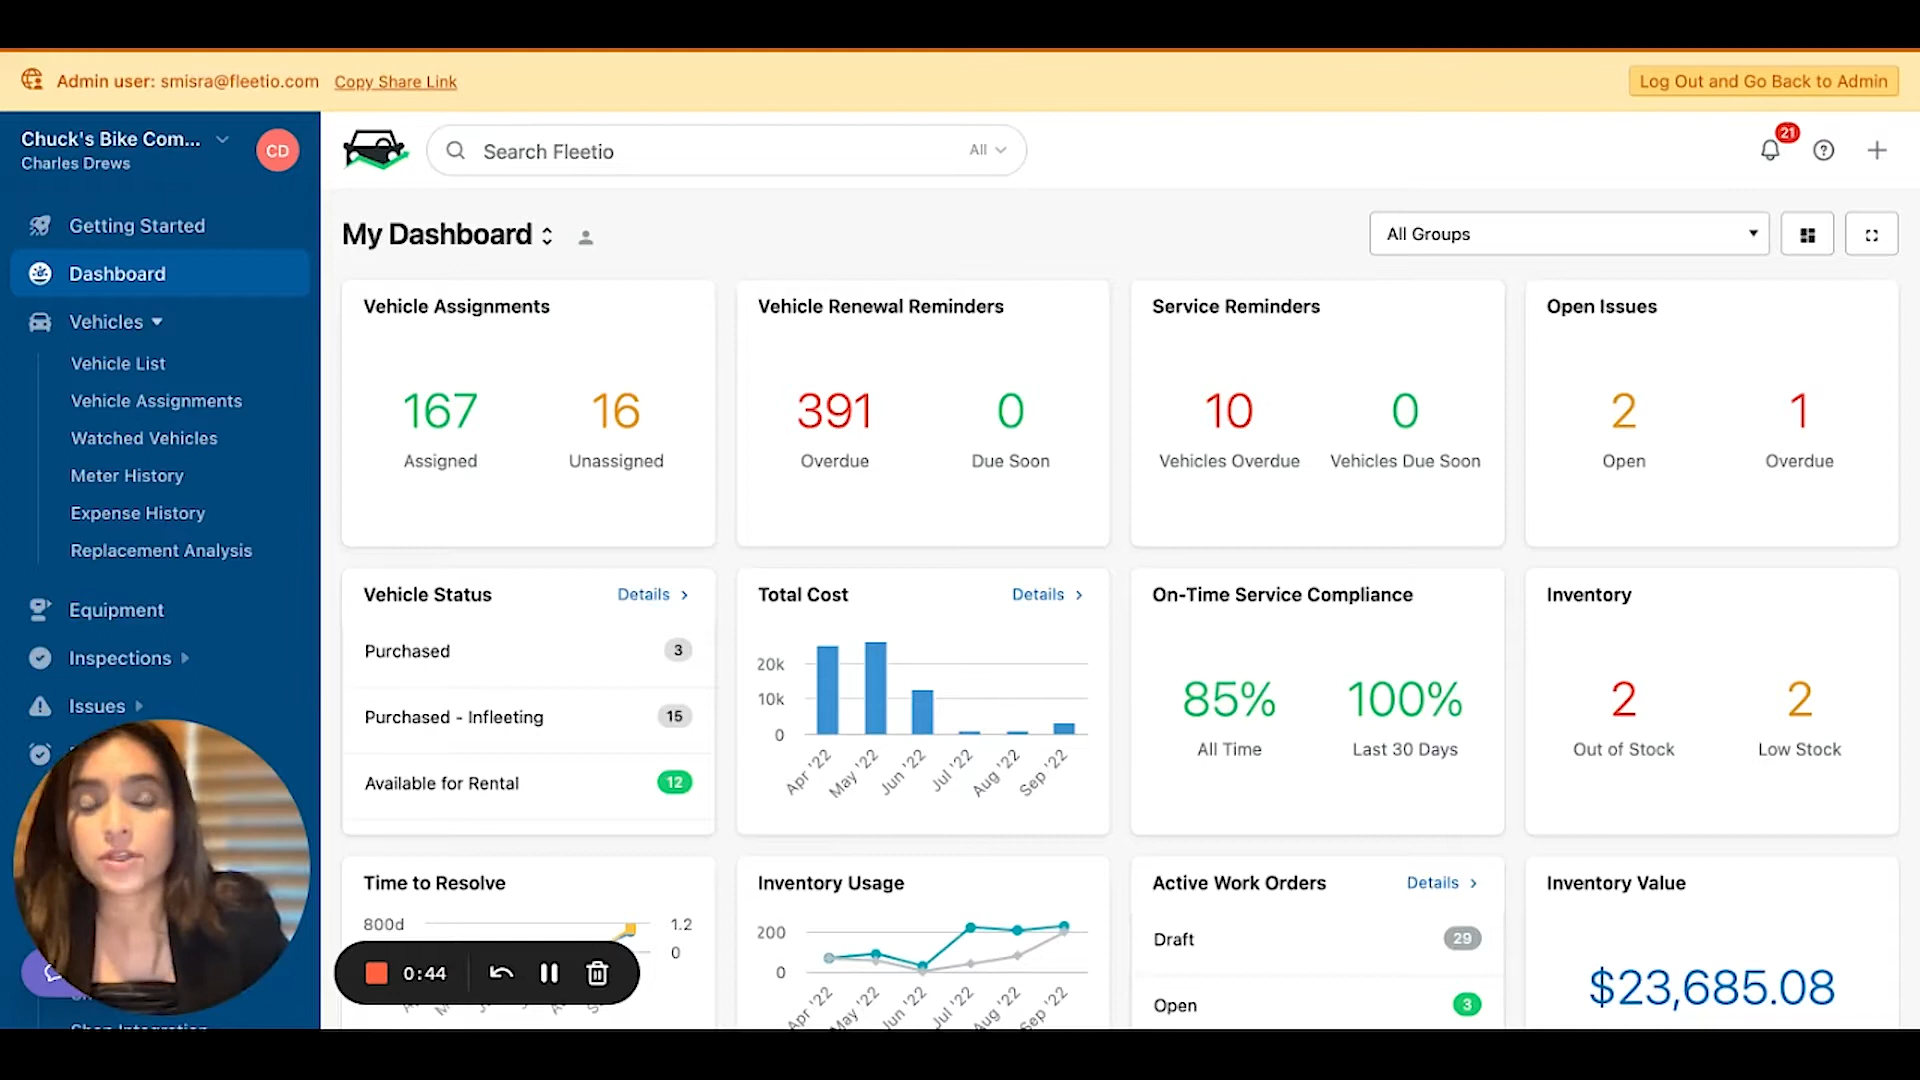 Admin user: smisra@fleetio.com Copy Share Link Log Out and Go Back to Admin
Chuck's Bike Com...
Charles Drews
CD
Search Fleetio All
21
Getting Started
Dashboard
Vehicles
Vehicle List
Vehicle Assignments
Watched Vehicles
Meter History
Expense History
Replacement Analysis
Equipment
Inspections
Issues
My Dashboard
All Groups
Vehicle Assignments
167 16
Assigned Unassigned
Vehicle Renewal Reminders
391 0
Overdue Due Soon
Service Reminders
10 0
Vehicles Overdue Vehicles Due Soon
Open Issues
2 1
Open Overdue
Vehicle Status Details
Purchased 3
Purchased - Infleeting 15
Available for Rental 12
Total Cost Details
20k
10k
0
Apr '22 May '22 Jun '22 Jul '22 Aug '22 Sep '22
On-Time Service Compliance
85% 100%
All Time Last 30 Days
Inventory
2 2
Out of Stock Low Stock
Time to Resolve
800d 1.2
0
0:44
Inventory Usage
200
0
Apr '22 May '22 Jun '22 Jul '22 Aug '22 Sep '22
Active Work Orders Details
Draft 29
Open 3
Inventory Value
$23,685.08